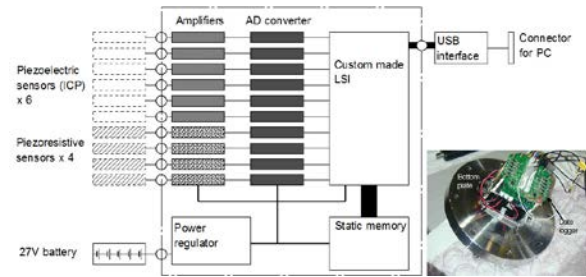 Amplifiers
AD converter
Piezoelectric
sensors (ICP)
x 6
Piezoresistive
sensors x 4
27V battery
Custom made
LSI
USB
interface
Connector
for PC
Power
regulator
Static memory
Bottom
plate
Data
logger